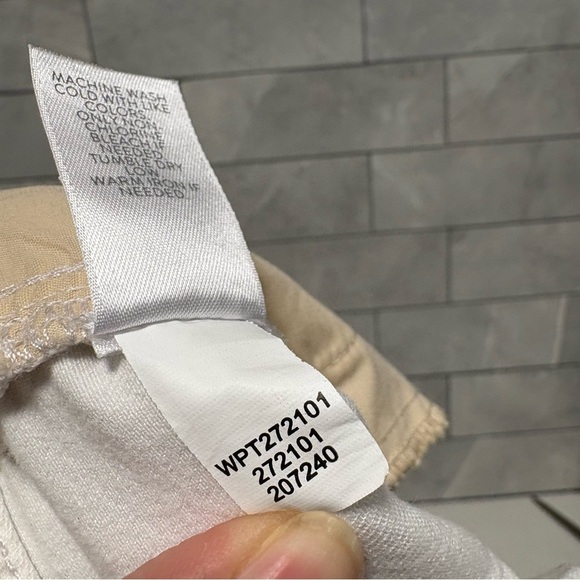 MACHINE WASH
COLD WITH LIKE
COLORS.
ONLY NON-
CHLORINE
BLEACH IF
NEEDED.
TUMBLE DRY
LOW.
WARM IRON IF
NEEDED.
WPT272101
272101
207240